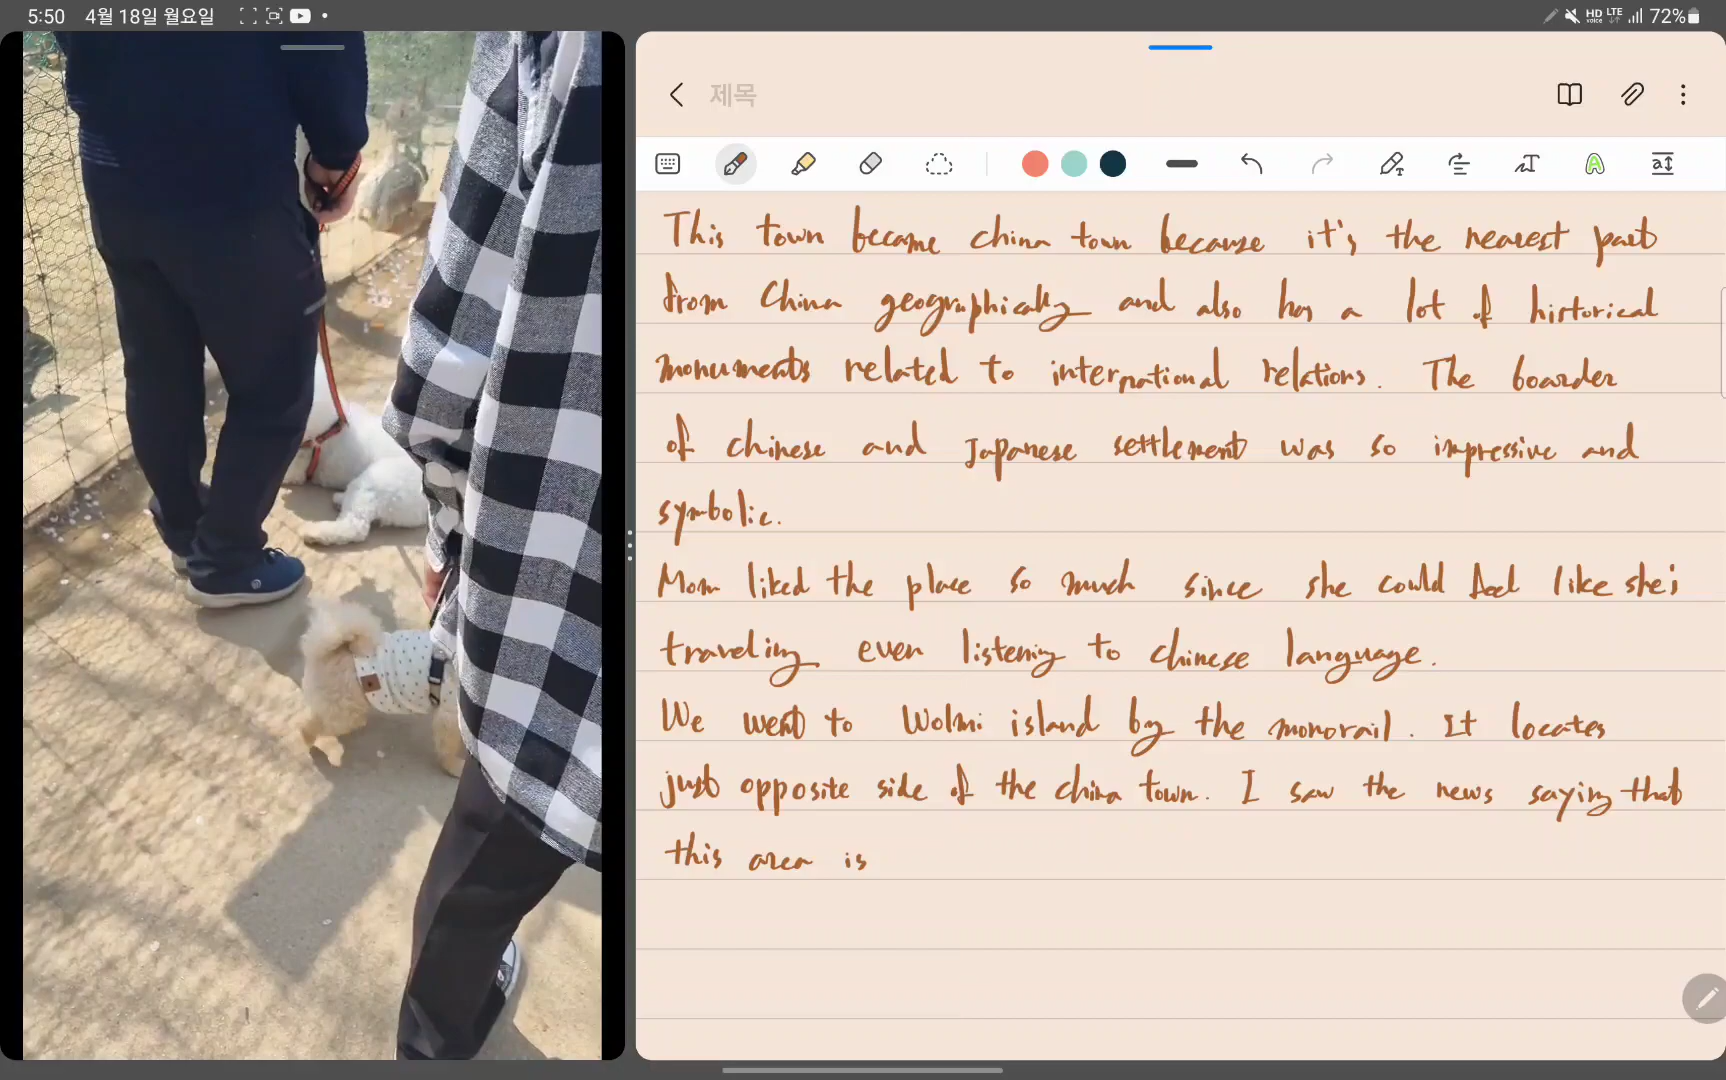 5:50 4월 18일 월요일
HD voice LTE 72%
제목
This town became china town because it's the nearest part
from China geographically and also has a lot of historical
monuments related to international relations. The boarder
of chinese and Japanese settlement was so impressive and
symbolic.
Mom liked the place so much since she could feel like she's
traveling even listening to chinese language.
We went to Wolmi island by the monorail. It locates
just opposite side of the china town. I saw the news saying that
this area is